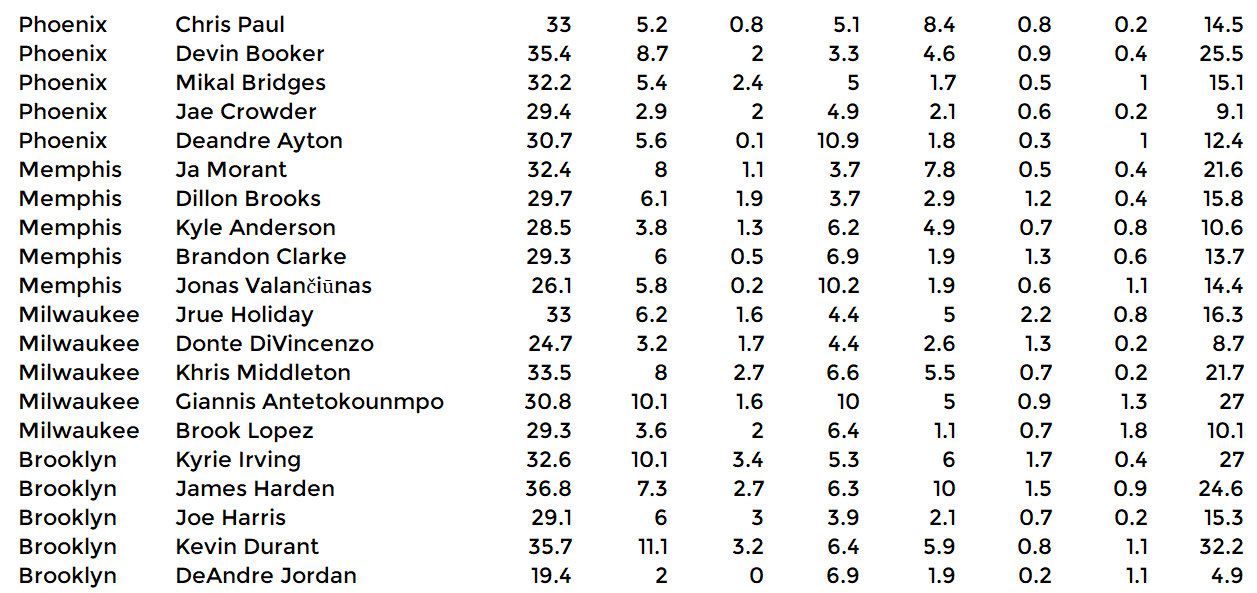 Phoenix Chris Paul 33 5.2 0.8 5.1 8.4 0.8 0.2 14.5
Phoenix Devin Booker 35.4 8.7 2 3.3 4.6 0.9 0.4 25.5
Phoenix Mikal Bridges 32.2 5.4 2.4 5 1.7 0.5 1 15.1
Phoenix Jae Crowder 29.4 2.9 2 4.9 2.1 0.6 0.2 9.1
Phoenix Deandre Ayton 30.7 5.6 0.1 10.9 1.8 0.3 1 12.4
Memphis Ja Morant 32.4 8 1.1 3.7 7.8 0.5 0.4 21.6
Memphis Dillon Brooks 29.7 6.1 1.9 3.7 2.9 1.2 0.4 15.8
Memphis Kyle Anderson 28.5 3.8 1.3 6.2 4.9 0.7 0.8 10.6
Memphis Brandon Clarke 29.3 6 0.5 6.9 1.9 1.3 0.6 13.7
Memphis Jonas Valančiūnas 26.1 5.8 0.2 10.2 1.9 0.6 1.1 14.4
Milwaukee Jrue Holiday 33 6.2 1.6 4.4 5 2.2 0.8 16.3
Milwaukee Donte DiVincenzo 24.7 3.2 1.7 4.4 2.6 1.3 0.2 8.7
Milwaukee Khris Middleton 33.5 8 2.7 6.6 5.5 0.7 0.2 21.7
Milwaukee Giannis Antetokounmpo 30.8 10.1 1.6 10 5 0.9 1.3 27
Milwaukee Brook Lopez 29.3 3.6 2 6.4 1.1 0.7 1.8 10.1
Brooklyn Kyrie Irving 32.6 10.1 3.4 5.3 6 1.7 0.4 27
Brooklyn James Harden 36.8 7.3 2.7 6.3 10 1.5 0.9 24.6
Brooklyn Joe Harris 29.1 6 3 3.9 2.1 0.7 0.2 15.3
Brooklyn Kevin Durant 35.7 11.1 3.2 6.4 5.9 0.8 1.1 32.2
Brooklyn DeAndre Jordan 19.4 2 0 6.9 1.9 0.2 1.1 4.9